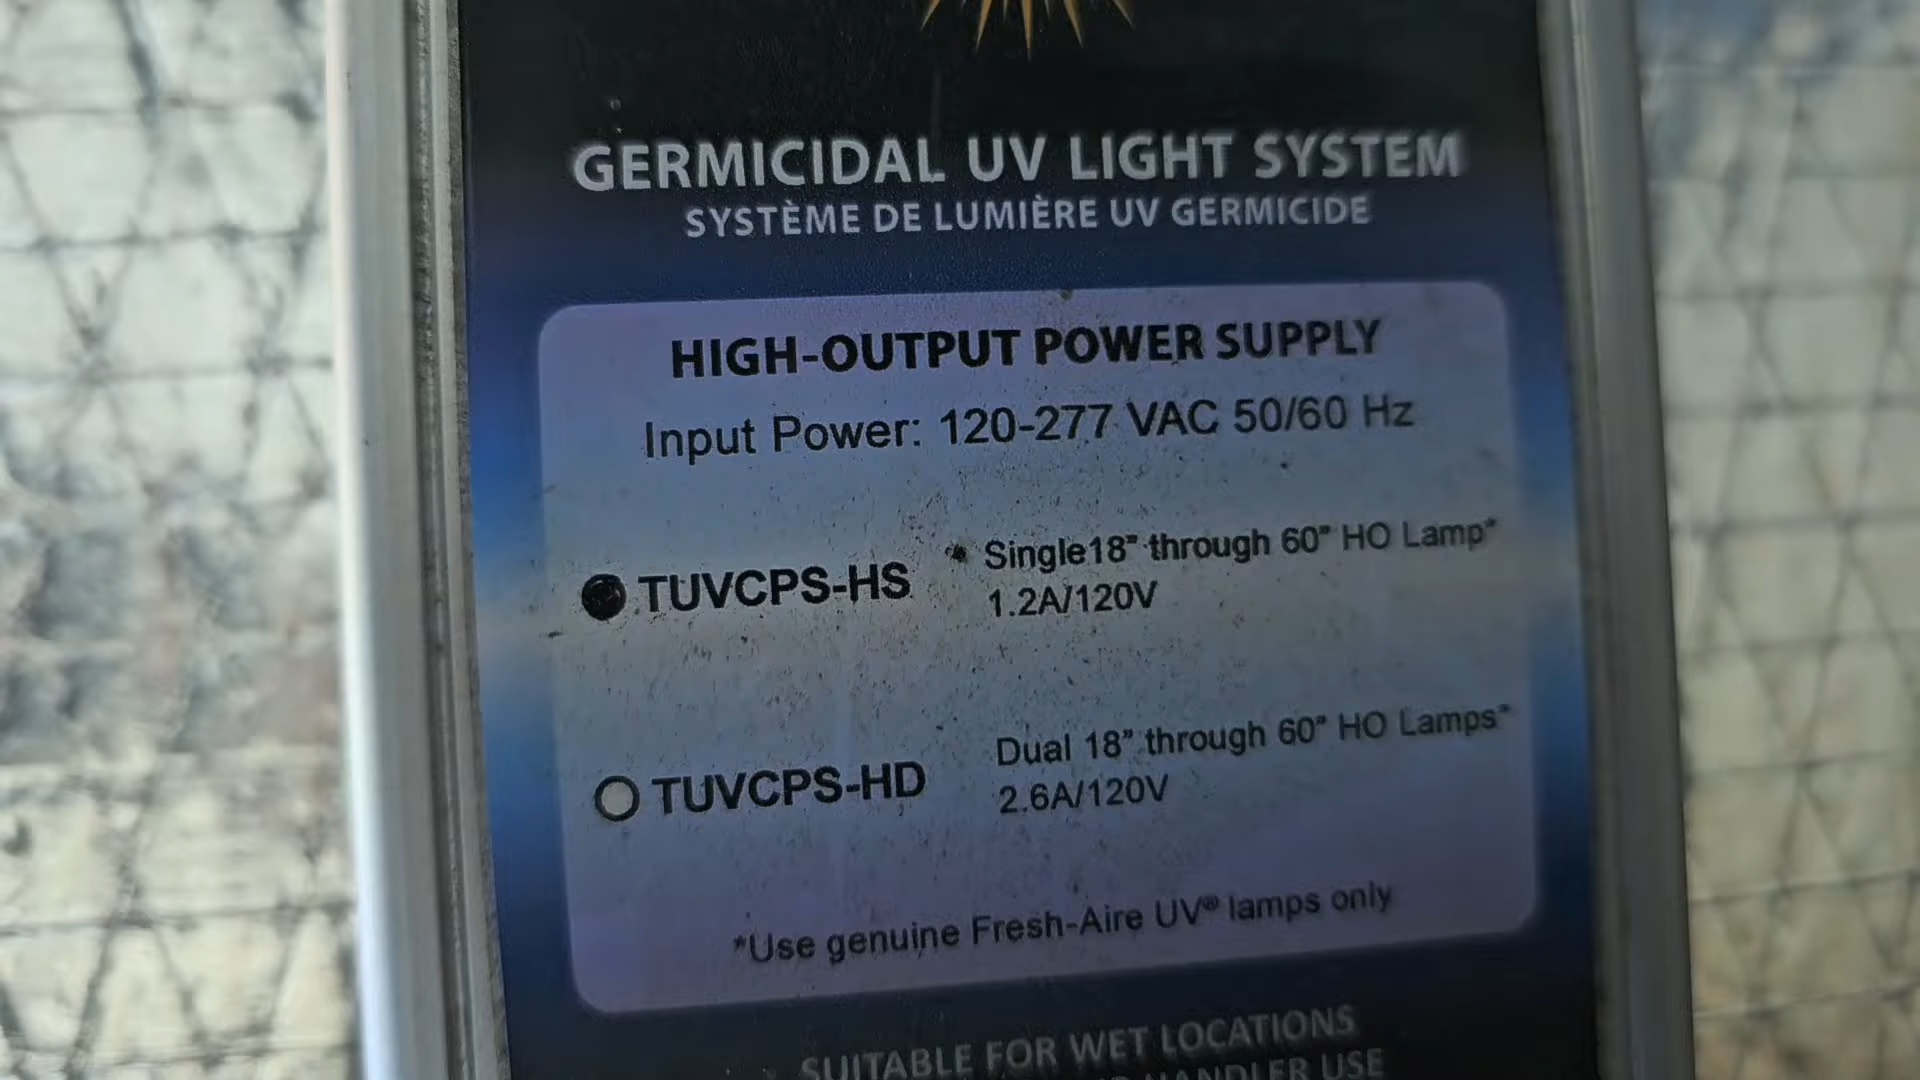 GERMICIDAL UV LIGHT SYSTEM
SYSTÈME DE LUMIÈRE UV GERMICIDE
HIGH-OUTPUT POWER SUPPLY
Input Power: 120-277 VAC 50/60 Hz
TUVCPS-HS
Single18" through 60" HO Lamp*
1.2A/120V
TUVCPS-HD
Dual 18" through 60" HO Lamps*
2.6A/120V
*Use genuine Fresh-Aire UV® lamps only
SUITABLE FOR WET LOCATIONS
HANDLER USE